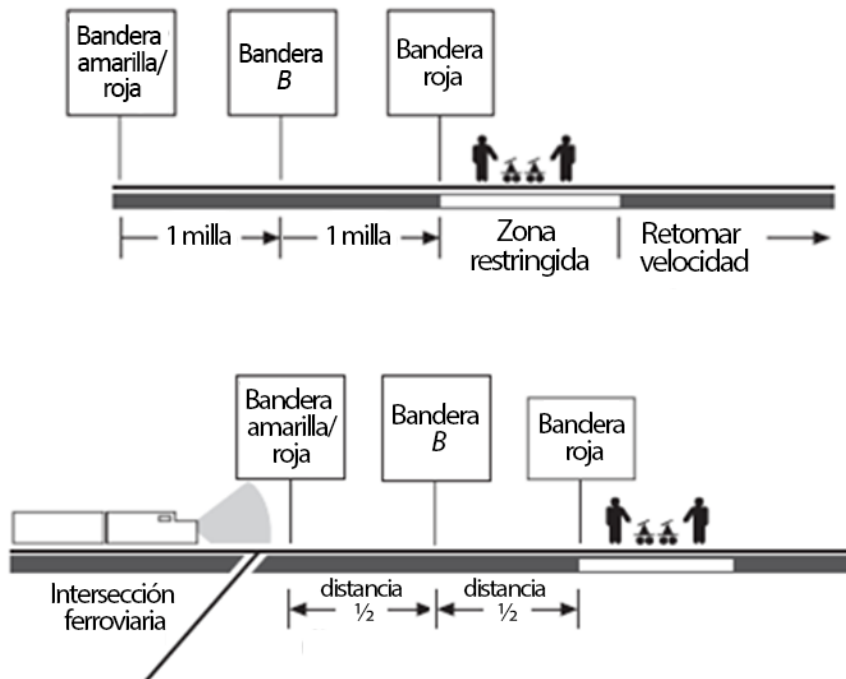 Bandera
amarilla/
roja
Bandera
B
Bandera
roja
1 milla
1 milla
Zona
restringida
Retomar
velocidad
Bandera
amarilla/
roja
Bandera
B
Bandera
roja
Intersección
ferroviaria
distancia
½
distancia
½